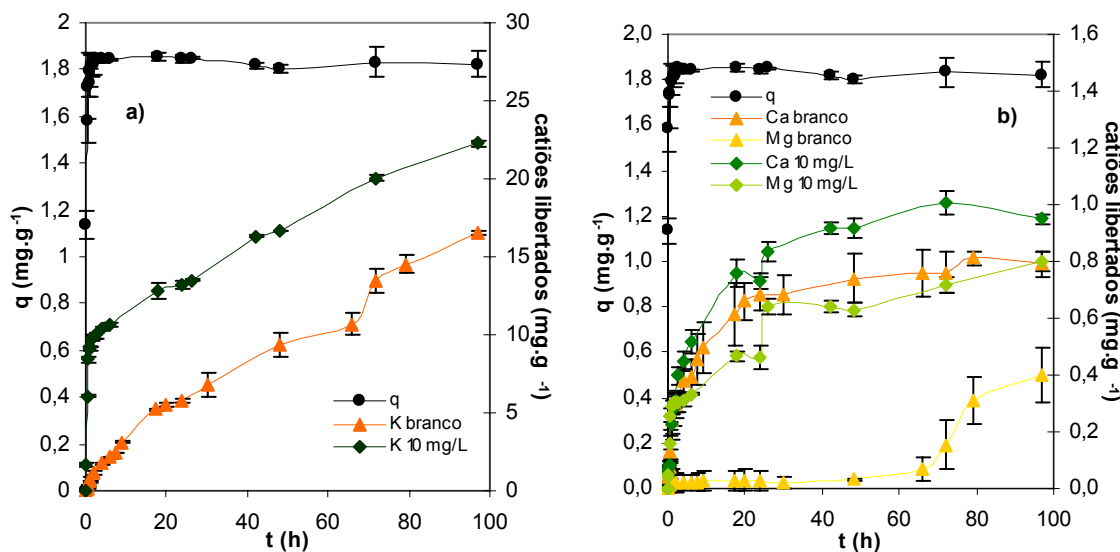 a)
q (mg.g-1)
2
1,8
1,6
1,4
1,2
1
0,8
0,6
0,4
0,2
0
30
25
20
15
10
5
0
catiões libertados (mg.g -1)
q
K branco
K 10 mg/L
0 20 40 60 80 100
t (h)
b)
q (mg.g-1)
2,0
1,8
1,6
1,4
1,2
1,0
0,8
0,6
0,4
0,2
0,0
1,6
1,4
1,2
1,0
0,8
0,6
0,4
0,2
0,0
catiões libertados (mg.g -1)
q
Ca branco
Mg branco
Ca 10 mg/L
Mg 10 mg/L
0 20 40 60 80 100
t (h)